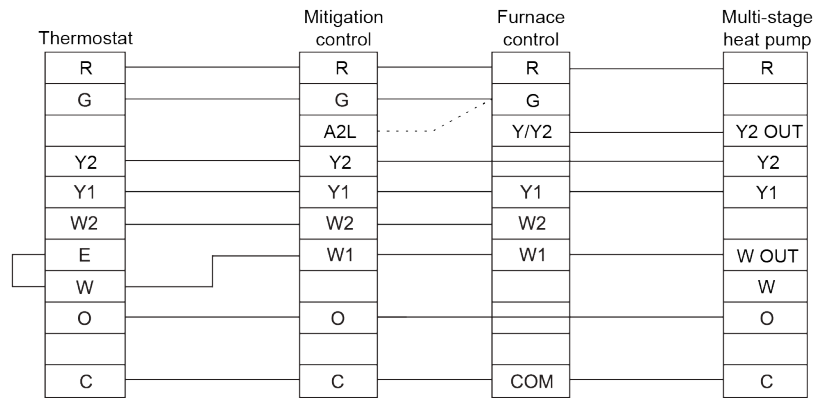 Thermostat
Mitigation
control
Furnace
control
Multi-stage
heat pump
R R R R
G G G
A2L Y/Y2 Y2 OUT
Y2 Y2 Y2
Y1 Y1 Y1 Y1
W2 W2 W2
E W1 W1 W OUT
W W
O O O
C C COM C